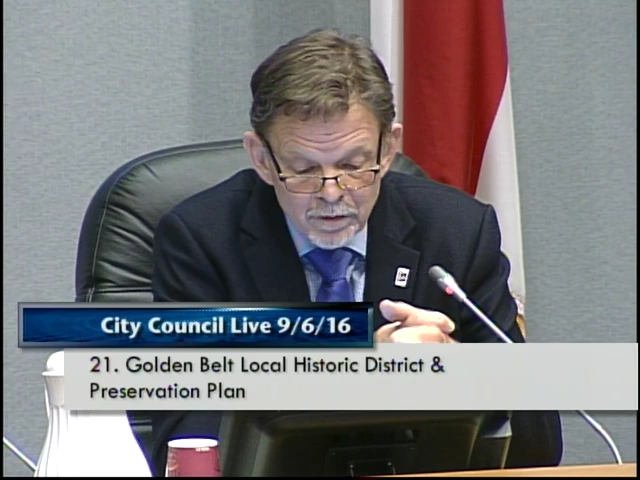 City Council Live 9/6/16
21. Golden Belt Local Historic District &
Preservation Plan